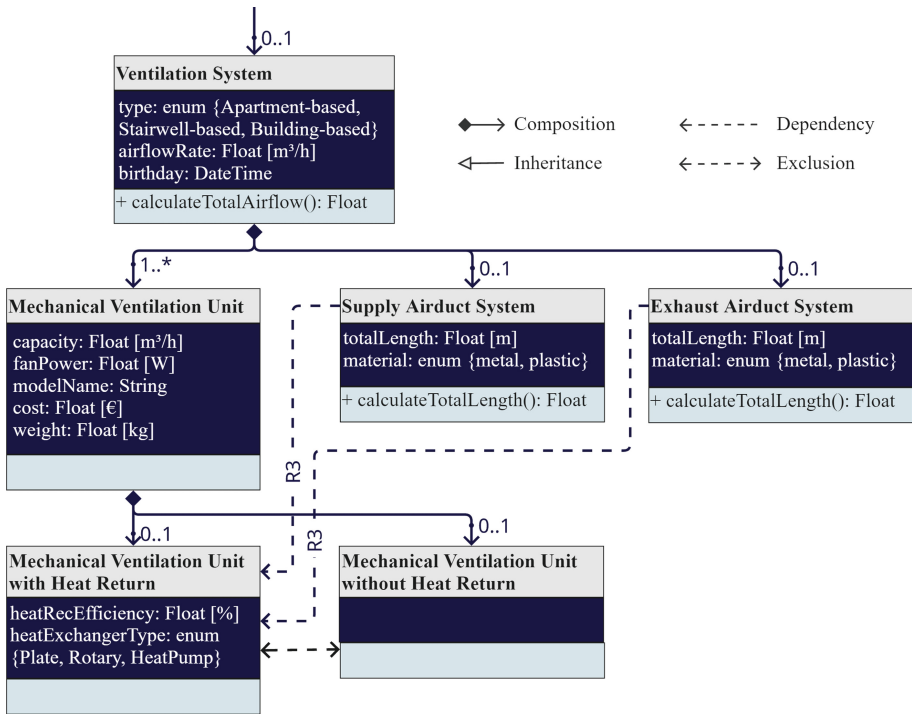 0..1
Ventilation System
type: enum {Apartment-based,
Stairwell-based, Building-based}
airflowRate: Float [m³/h]
birthday: DateTime
+ calculateTotalAirflow(): Float
Composition
Dependency
Inheritance
Exclusion
1..*
0..1
0..1
Mechanical Ventilation Unit
capacity: Float [m³/h]
fanPower: Float [W]
modelName: String
cost: Float [€]
weight: Float [kg]
Supply Airduct System
totalLength: Float [m]
material: enum {metal, plastic}
+ calculateTotalLength(): Float
Exhaust Airduct System
totalLength: Float [m]
material: enum {metal, plastic}
+ calculateTotalLength(): Float
R3
R3
0..1
0..1
Mechanical Ventilation Unit
with Heat Return
heatRecEfficiency: Float [%]
heatExchangerType: enum
{Plate, Rotary, HeatPump}
Mechanical Ventilation Unit
without Heat Return